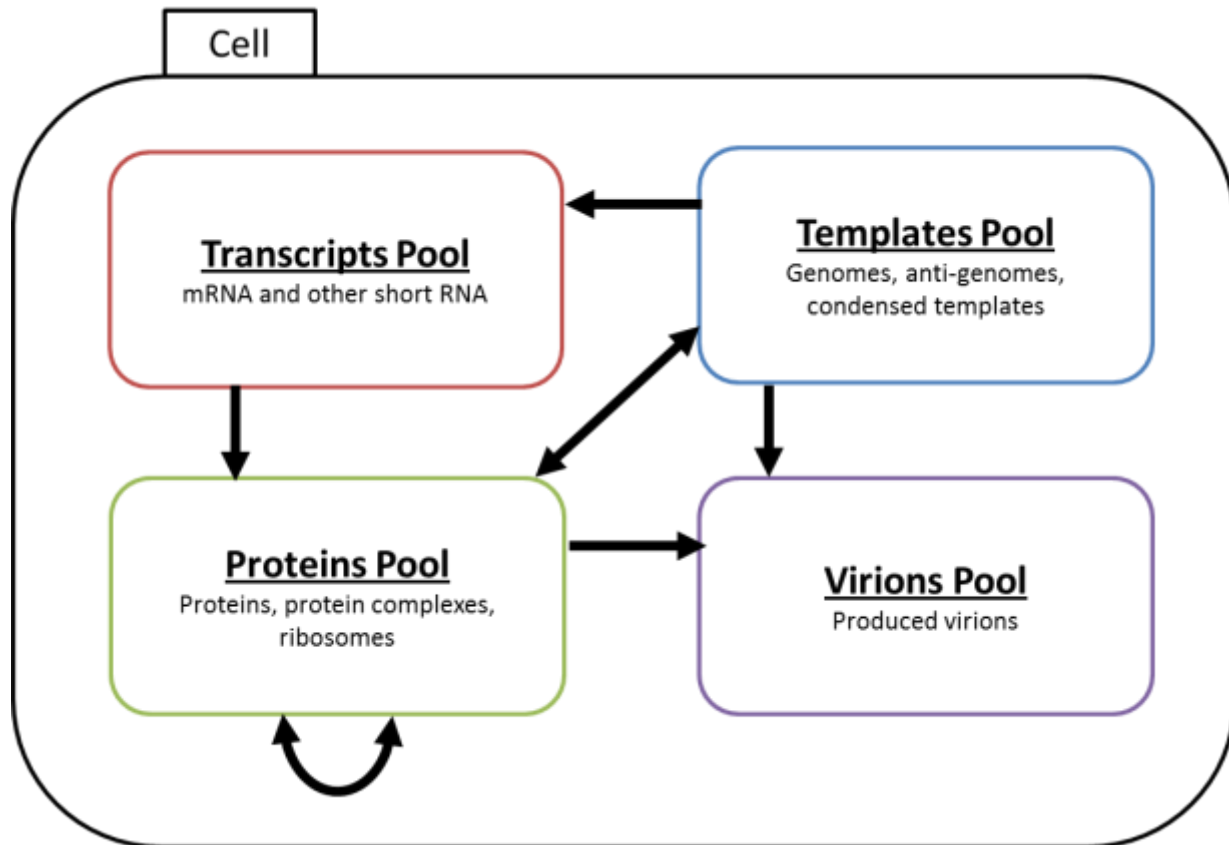 Cell
Transcripts Pool
mRNA and other short RNA
Templates Pool
Genomes, anti-genomes,
condensed templates
Proteins Pool
Proteins, protein complexes,
ribosomes
Virions Pool
Produced virions